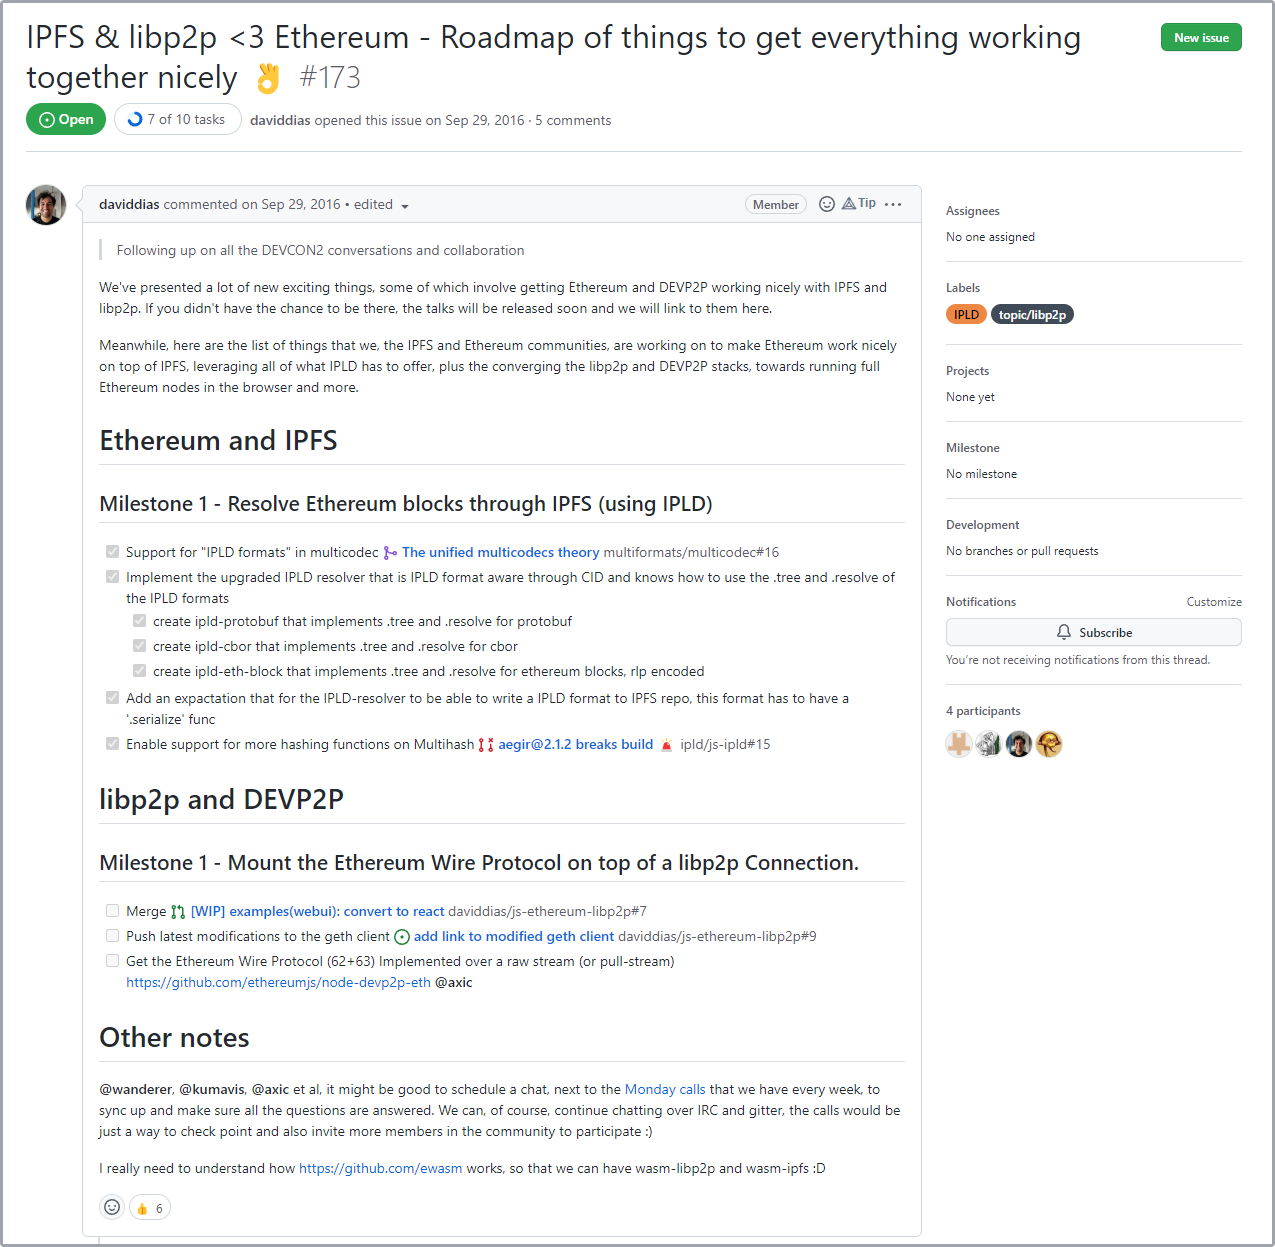 IPFS & libp2p <3 Ethereum - Roadmap of things to get everything working
together nicely 👌 #173
New issue
Open
7 of 10 tasks
daviddias opened this issue on Sep 29, 2016 · 5 comments
daviddias commented on Sep 29, 2016 • edited
Member
Tip
Following up on all the DEVCON2 conversations and collaboration
We've presented a lot of new exciting things, some of which involve getting Ethereum and DEVP2P working nicely with IPFS and
libp2p. If you didn't have the chance to be there, the talks will be released soon and we will link to them here.
Meanwhile, here are the list of things that we, the IPFS and Ethereum communities, are working on to make Ethereum work nicely
on top of IPFS, leveraging all of what IPLD has to offer, plus the converging the libp2p and DEVP2P stacks, towards running full
Ethereum nodes in the browser and more.
Ethereum and IPFS
Milestone 1 - Resolve Ethereum blocks through IPFS (using IPLD)
Support for "IPLD formats" in multicodec The unified multicodecs theory multiformats/multicodec#16
Implement the upgraded IPLD resolver that is IPLD format aware through CID and knows how to use the .tree and .resolve of
the IPLD formats
create ipld-protobuf that implements .tree and .resolve for protobuf
create ipld-cbor that implements .tree and .resolve for cbor
create ipld-eth-block that implements .tree and .resolve for ethereum blocks, rlp encoded
Add an expactation that for the IPLD-resolver to be able to write a IPLD format to IPFS repo, this format has to have a
'.serialize' func
Enable support for more hashing functions on Multihash aegir@2.1.2 breaks build 🚨 ipld/js-ipld#15
libp2p and DEVP2P
Milestone 1 - Mount the Ethereum Wire Protocol on top of a libp2p Connection.
Merge [WIP] examples(webui): convert to react daviddias/js-ethereum-libp2p#7
Push latest modifications to the geth client add link to modified geth client daviddias/js-ethereum-libp2p#9
Get the Ethereum Wire Protocol (62+63) Implemented over a raw stream (or pull-stream)
https://github.com/ethereumjs/node-devp2p-eth @axic
Other notes
@wanderer, @kumavis, @axic et al, it might be good to schedule a chat, next to the Monday calls that we have every week, to
sync up and make sure all the questions are answered. We can, of course, continue chatting over IRC and gitter, the calls would be
just a way to check point and also invite more members in the community to participate :)
I really need to understand how https://github.com/ewasm works, so that we can have wasm-libp2p and wasm-ipfs :D
👍 6
Assignees
No one assigned
Labels
IPLD
topic/libp2p
Projects
None yet
Milestone
No milestone
Development
No branches or pull requests
Notifications
Customize
Subscribe
You're not receiving notifications from this thread.
4 participants